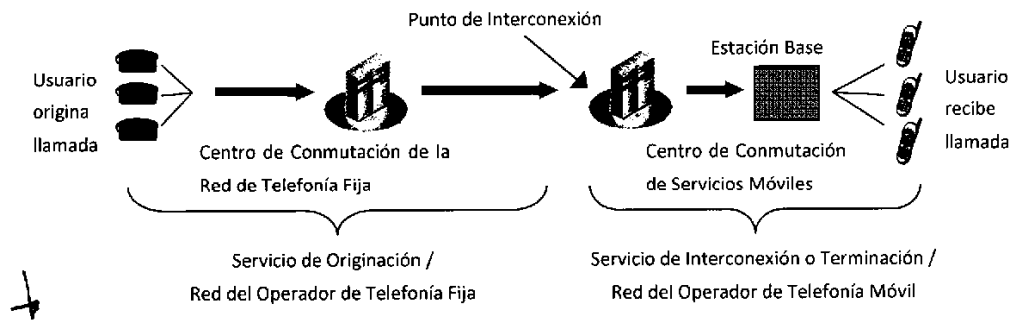 Punto de Interconexión
Estación Base
Usuario
origina
llamada
Usuario
recibe
llamada
Centro de Conmutación de la
Red de Telefonía Fija
Centro de Conmutación
de Servicios Móviles
Servicio de Originación /
Red del Operador de Telefonía Fija
Servicio de Interconexión o Terminación /
Red del Operador de Telefonía Móvil